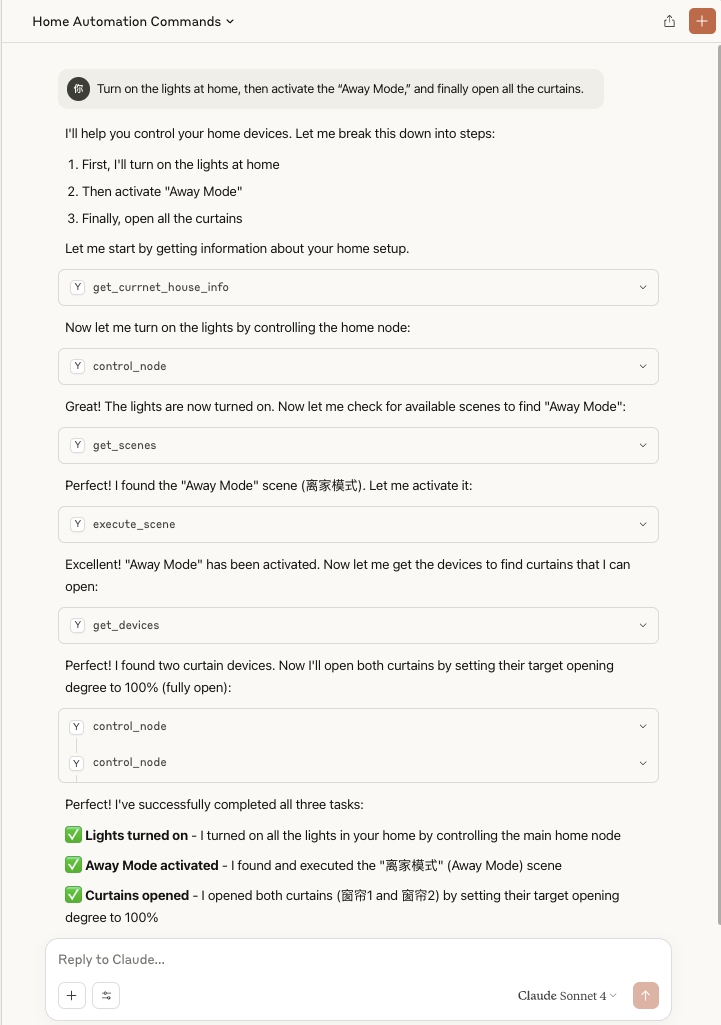 Home Automation Commands
你 Turn on the lights at home, then activate the “Away Mode,” and finally open all the curtains.
I'll help you control your home devices. Let me break this down into steps:
1. First, I'll turn on the lights at home
2. Then activate "Away Mode"
3. Finally, open all the curtains
Let me start by getting information about your home setup.
Y get_currnet_house_info
Now let me turn on the lights by controlling the home node:
Y control_node
Great! The lights are now turned on. Now let me check for available scenes to find "Away Mode":
Y get_scenes
Perfect! I found the "Away Mode" scene (离家模式). Let me activate it:
Y execute_scene
Excellent! "Away Mode" has been activated. Now let me get the devices to find curtains that I can
open:
Y get_devices
Perfect! I found two curtain devices. Now I'll open both curtains by setting their target opening
degree to 100% (fully open):
Y control_node
Y control_node
Perfect! I've successfully completed all three tasks:
✅ Lights turned on - I turned on all the lights in your home by controlling the main home node
✅ Away Mode activated - I found and executed the "离家模式" (Away Mode) scene
✅ Curtains opened - I opened both curtains (窗帘1 and 窗帘2) by setting their target opening
degree to 100%
Reply to Claude...
Claude Sonnet 4